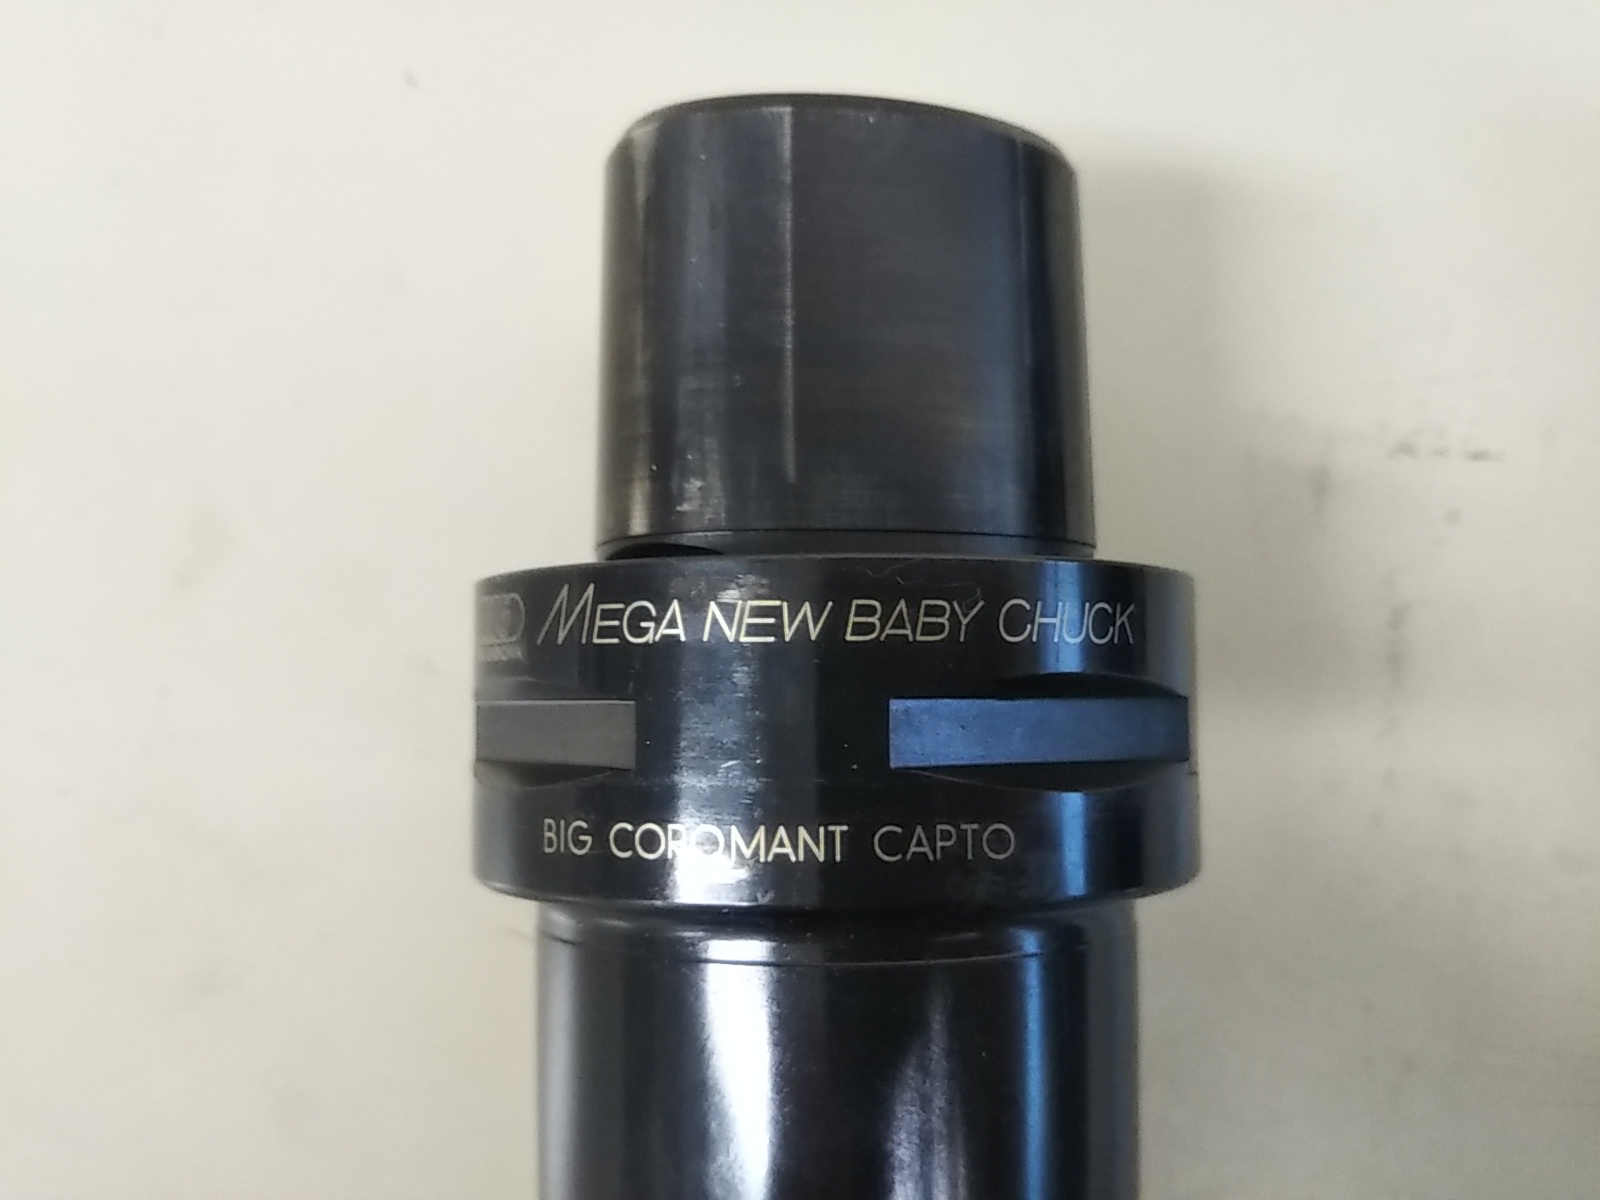 MEGA NEW BABY CHUCK
BIG COROMANT CAPTO